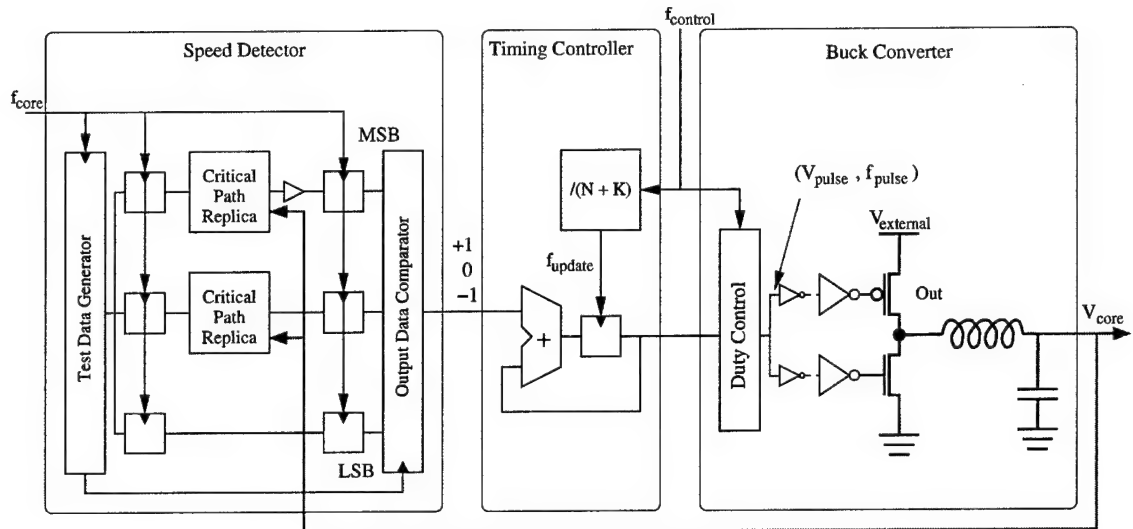 Speed Detector
f_core
MSB
Critical
Path
Replica
Critical
Path
Replica
Test Data Generator
Output Data Comparator
LSB
Timing Controller
f_control
/(N + K)
f_update
+1
0
−1
+
Buck Converter
(V_pulse , f_pulse )
V_external
Out
Duty Control
V_core